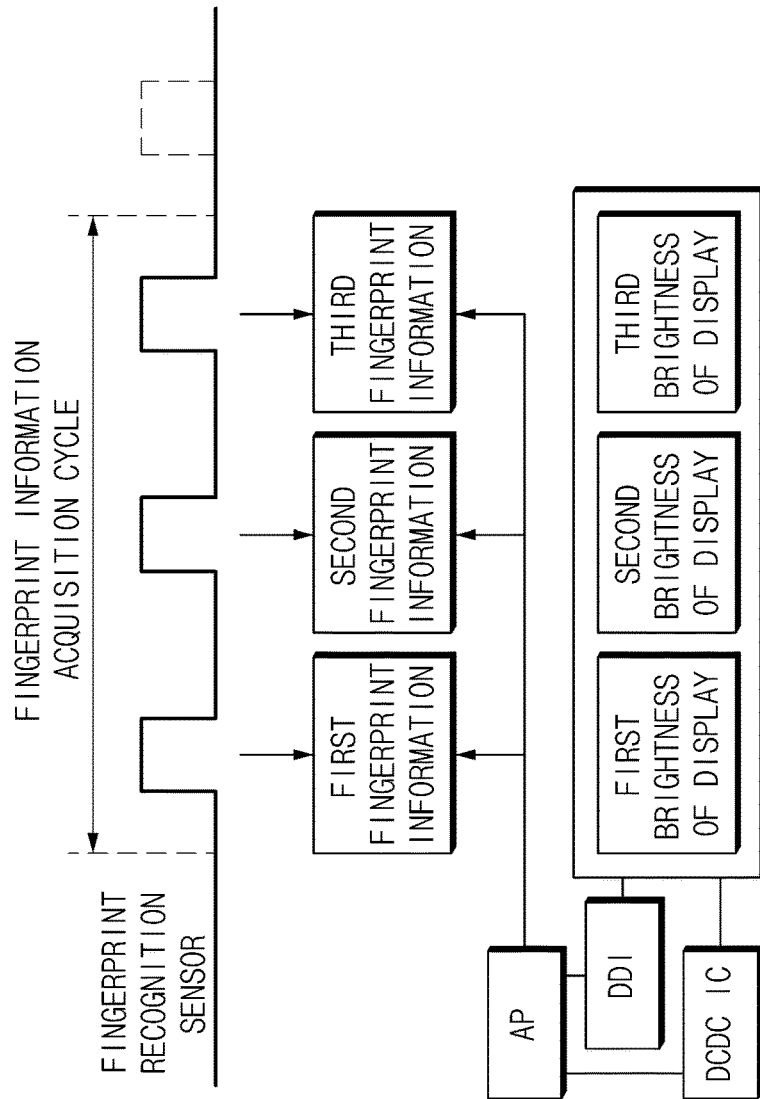 FINGERPRINT INFORMATION
ACQUISITION CYCLE
FINGERPRINT
RECOGNITION
SENSOR
FIRST
FINGERPRINT
INFORMATION
SECOND
FINGERPRINT
INFORMATION
THIRD
FINGERPRINT
INFORMATION
AP
DDI
DCDC IC
FIRST
BRIGHTNESS
OF DISPLAY
SECOND
BRIGHTNESS
OF DISPLAY
THIRD
BRIGHTNESS
OF DISPLAY